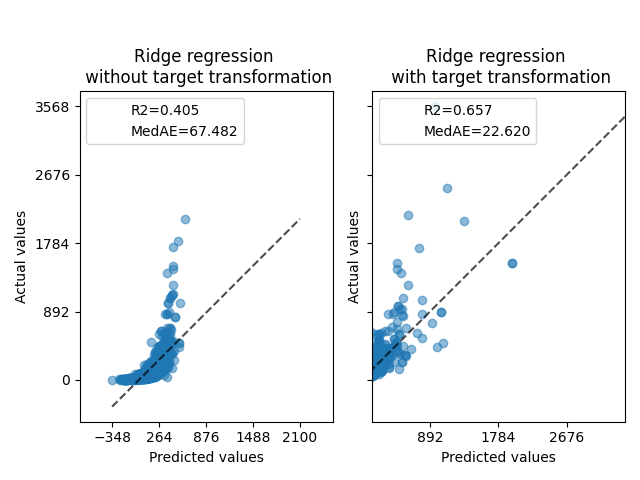 Ridge regression
without target transformation
R2=0.405
MedAE=67.482
3568
2676
1784
892
0
Actual values
−348
264
876
1488
2100
Predicted values
Ridge regression
with target transformation
R2=0.657
MedAE=22.620
Actual values
892
1784
2676
Predicted values